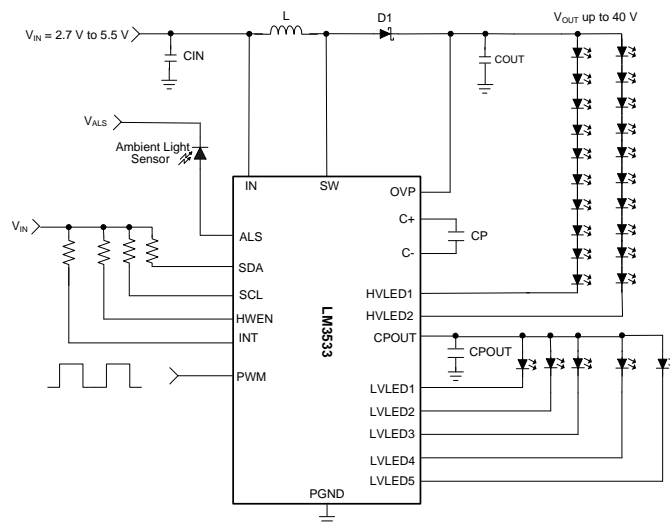 L
D1
V_IN = 2.7 V to 5.5 V
V_OUT up to 40 V
CIN
COUT
V_ALS
Ambient Light
Sensor
IN
SW
OVP
C+
CP
C-
V_IN
ALS
SDA
SCL
HWEN
INT
PWM
LM3533
HVLED1
HVLED2
CPOUT
CPOUT
LVLED1
LVLED2
LVLED3
LVLED4
LVLED5
PGND